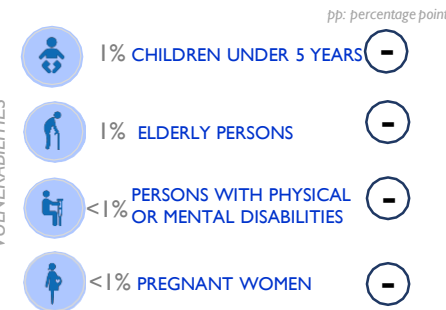 pp: percentage point
1% CHILDREN UNDER 5 YEARS -
1% ELDERLY PERSONS -
<1% PERSONS WITH PHYSICAL
OR MENTAL DISABILITIES -
<1% PREGNANT WOMEN -